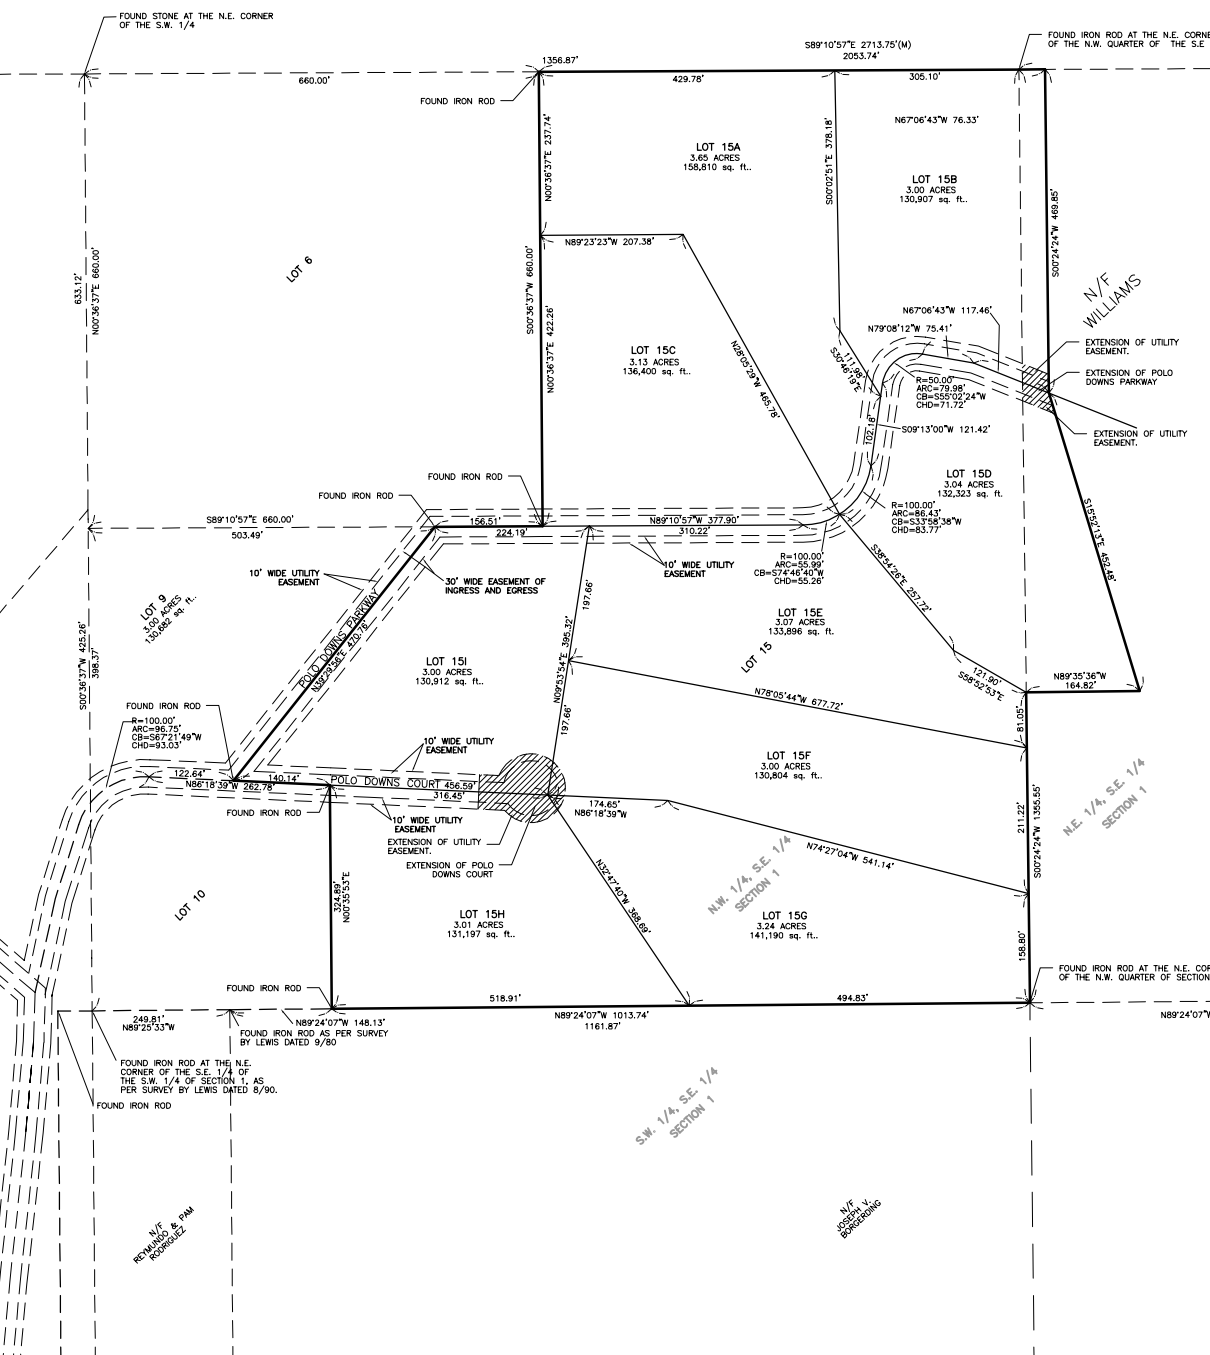 FOUND STONE AT THE N.E. CORNER
OF THE S.W. 1/4
S89°10'57"E 2713.75'(M)
2053.74'
FOUND IRON ROD AT THE N.E. CORNE
OF THE N.W. QUARTER OF THE S.E
1356.87'
660.00'
429.78'
305.10'
FOUND IRON ROD
N00°36'37"E 237.74'
S00°02'51"E 378.18'
N67°06'43"W 76.33'
LOT 15A
3.65 ACRES
158,810 sq. ft..
LOT 15B
3.00 ACRES
130,907 sq. ft..
S00°24'24"W 469.85'
N89°23'23"W 207.38'
LOT 6
633.12'
N00°36'37"E 660.00'
S00°36'37"W 660.00'
N00°36'37"E 422.26'
N/F
WILLIAMS
N67°06'43"W 117.46'
N79°08'12"W 75.41'
EXTENSION OF UTILITY
EASEMENT.
LOT 15C
3.13 ACRES
136,400 sq. ft..
N28°05'29"W 465.78'
111.98'
S30°46'19"E
R=50.00'
ARC=79.98'
CB=S55°02'24"W
CHD=71.72'
EXTENSION OF POLO
DOWNS PARKWAY
102.18'
S09°13'00"W 121.42'
EXTENSION OF UTILITY
EASEMENT.
FOUND IRON ROD
FOUND IRON ROD
LOT 15D
3.04 ACRES
132,323 sq. ft.
R=100.00'
ARC=86.43'
CB=S33°58'38"W
CHD=83.77'
S15°52'13"E 452.48'
S89°10'57"E 660.00'
503.49'
156.51'
224.19'
N89°10'57"W 377.90'
310.22'
R=100.00'
ARC=55.99'
CB=S74°46'40"W
CHD=55.26'
S38°54'26"E 257.72'
10' WIDE UTILITY
EASEMENT
30' WIDE EASEMENT OF
INGRESS AND EGRESS
10' WIDE UTILITY
EASEMENT
LOT 9
3.00 ACRES
130,682 sq. ft..
POLO DOWNS PARKWAY
N39°29'56"E 470.76'
197.66'
N09°53'54"E 395.32'
197.66'
LOT 15E
3.07 ACRES
133,896 sq. ft.
LOT 15
S00°36'37"W 425.26'
398.37'
LOT 15I
3.00 ACRES
130,912 sq. ft..
121.90'
S58°52'53"E
N89°35'36"W
164.82'
N78°05'44"W 677.72'
81.05'
FOUND IRON ROD
R=100.00'
ARC=96.75'
CB=S67°21'49"W
CHD=93.03'
10' WIDE UTILITY
EASEMENT
LOT 15F
3.00 ACRES
130,804 sq. ft..
122.64'
N86°18'39"W 262.78'
140.14'
POLO DOWNS COURT
456.59'
316.45'
174.65'
N86°18'39"W
FOUND IRON ROD
10' WIDE UTILITY
EASEMENT
EXTENSION OF UTILITY
EASEMENT.
EXTENSION OF POLO
DOWNS COURT
N74°27'04"W 541.14'
211.22'
S00°24'24"W 1355.55'
N.E. 1/4, S.E. 1/4
SECTION 1
N.W. 1/4, S.E. 1/4
SECTION 1
N32°47'40"W 368.69'
324.89'
N00°35'53"E
LOT 10
LOT 15H
3.01 ACRES
131,197 sq. ft..
LOT 15G
3.24 ACRES
141,190 sq. ft..
158.80'
FOUND IRON ROD AT THE N.E. COR
OF THE N.W. QUARTER OF SECTION
FOUND IRON ROD
518.91'
494.83'
249.81'
N89°25'33"W
N89°24'07"W 148.13'
N89°24'07"W 1013.74'
1161.87'
N89°24'07"W
FOUND IRON ROD AS PER SURVEY
BY LEWIS DATED 9/80
FOUND IRON ROD AT THE N.E.
CORNER OF THE S.E. 1/4 OF
THE S.W. 1/4 OF SECTION 1, AS
PER SURVEY BY LEWIS DATED 8/90.
FOUND IRON ROD
S.W. 1/4, S.E. 1/4
SECTION 1
N/F
REYMUNDO & PAM
RODRIGUEZ
N/F
JOSEPH V.
BORGERDING